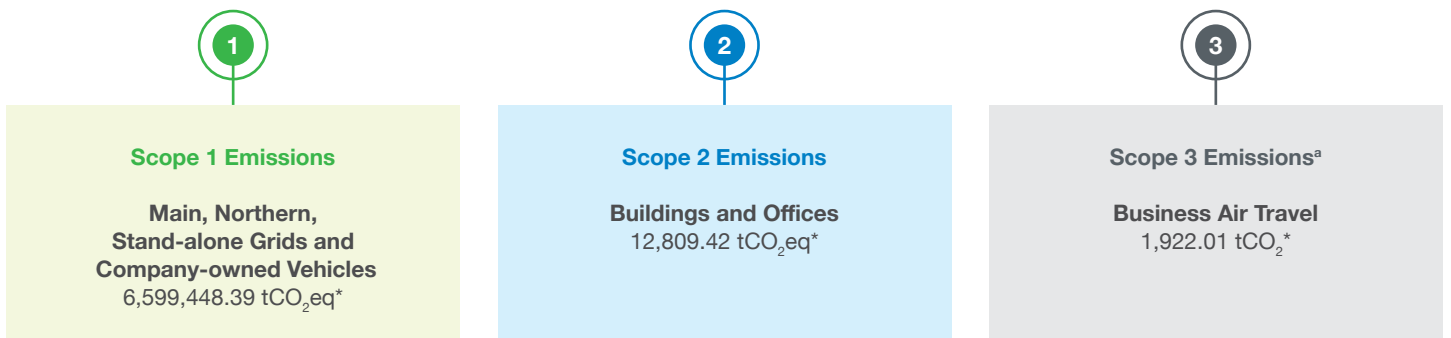 1
Scope 1 Emissions
Main, Northern,
Stand-alone Grids and
Company-owned Vehicles
6,599,448.39 tCO₂eq*
2
Scope 2 Emissions
Buildings and Offices
12,809.42 tCO₂eq*
3
Scope 3 Emissionsᵃ
Business Air Travel
1,922.01 tCO₂*